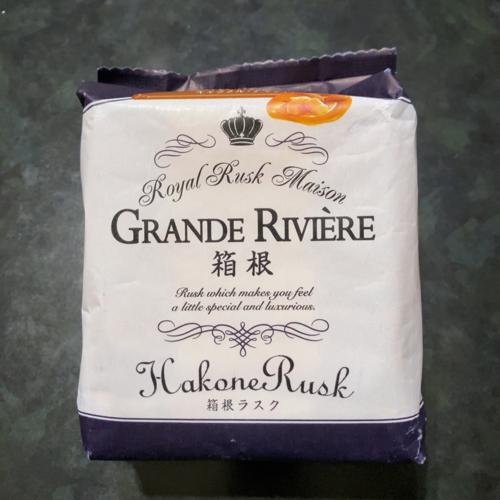 Royal Rusk Maison
GRANDE RIVIÈRE
箱根
Rusk which makes you feel
a little special and luxurious.
HakoneRusk
箱根ラスク